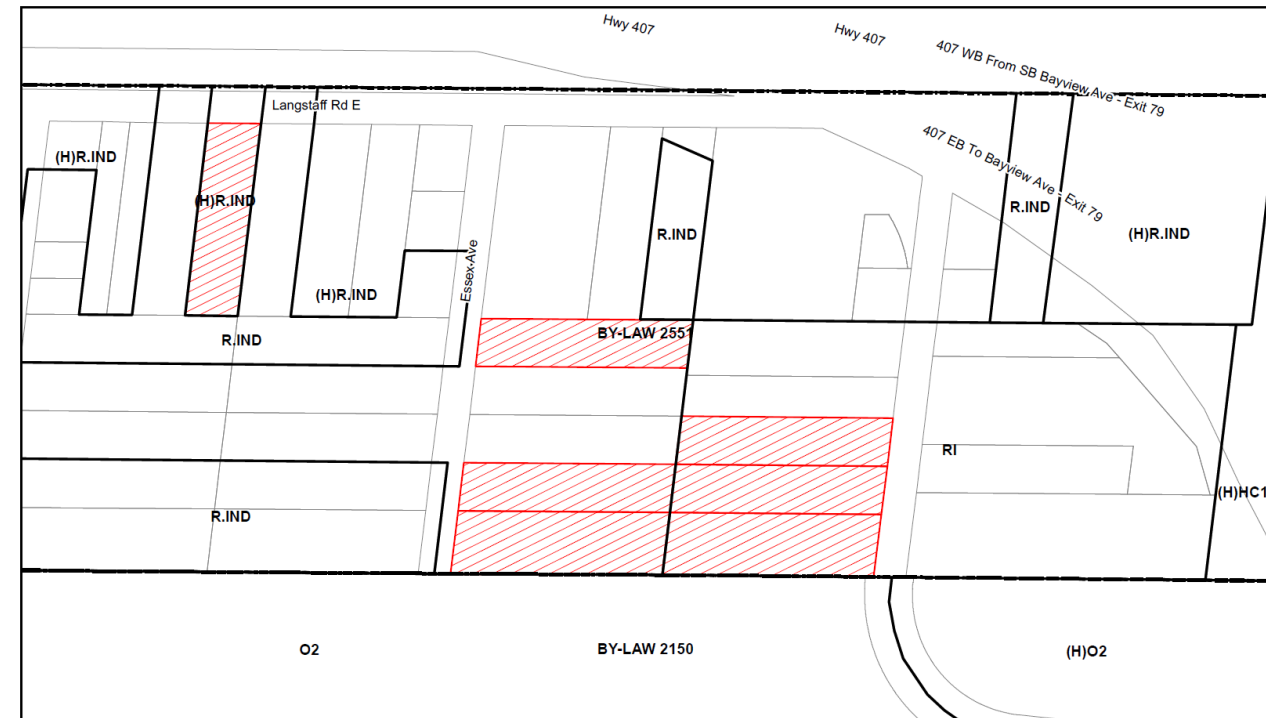 Hwy 407
Hwy 407
407 WB From SB Bayview Ave - Exit 79
Langstaff Rd E
407 EB To Bayview Ave - Exit 79
(H)R.IND
(H)R.IND
R.IND
R.IND
(H)R.IND
Essex Ave
(H)R.IND
BY-LAW 2551
R.IND
RI
(H)HC1
R.IND
O2
BY-LAW 2150
(H)O2